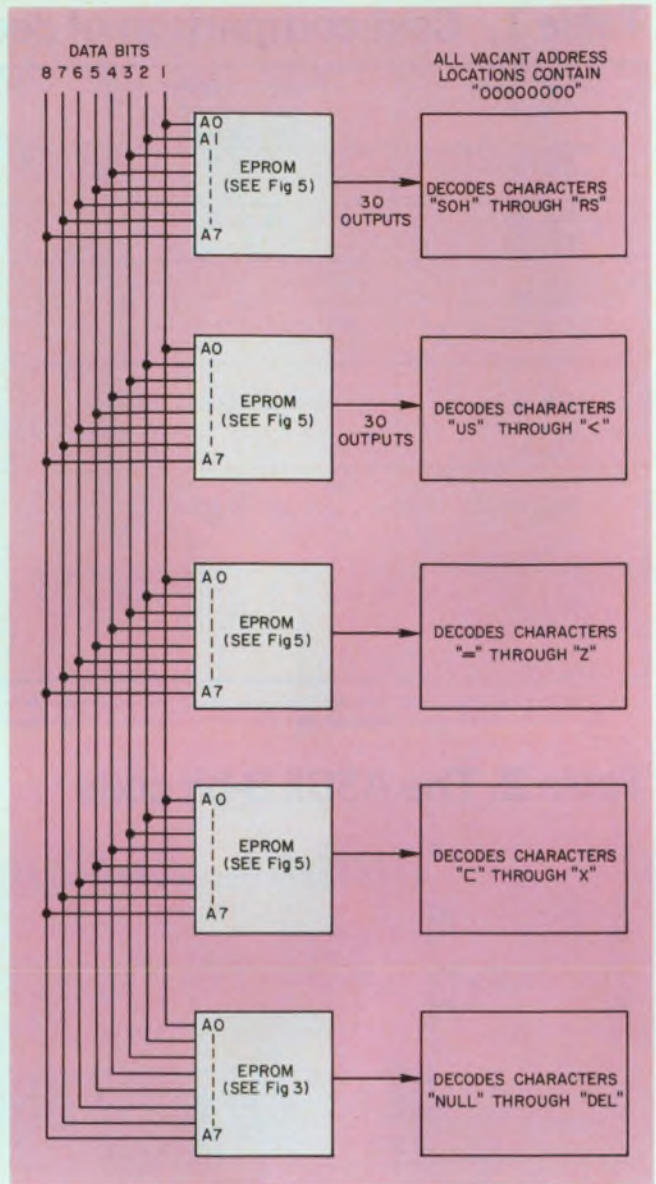 DATA BITS
8 7 6 5 4 3 2 1
ALL VACANT ADDRESS
LOCATIONS CONTAIN
"00000000"
A0
A1
A7
EPROM
(SEE Fig 5)
30
OUTPUTS
DECODES CHARACTERS
"SOH" THROUGH "RS"
A0
A7
EPROM
(SEE Fig 5)
30
OUTPUTS
DECODES CHARACTERS
"US" THROUGH "<"
A0
A7
EPROM
(SEE Fig 5)
DECODES CHARACTERS
"=" THROUGH "Z"
A0
A7
EPROM
(SEE Fig 5)
DECODES CHARACTERS
"[" THROUGH "X"
A0
A7
EPROM
(SEE Fig 3)
DECODES CHARACTERS
"NULL" THROUGH "DEL"